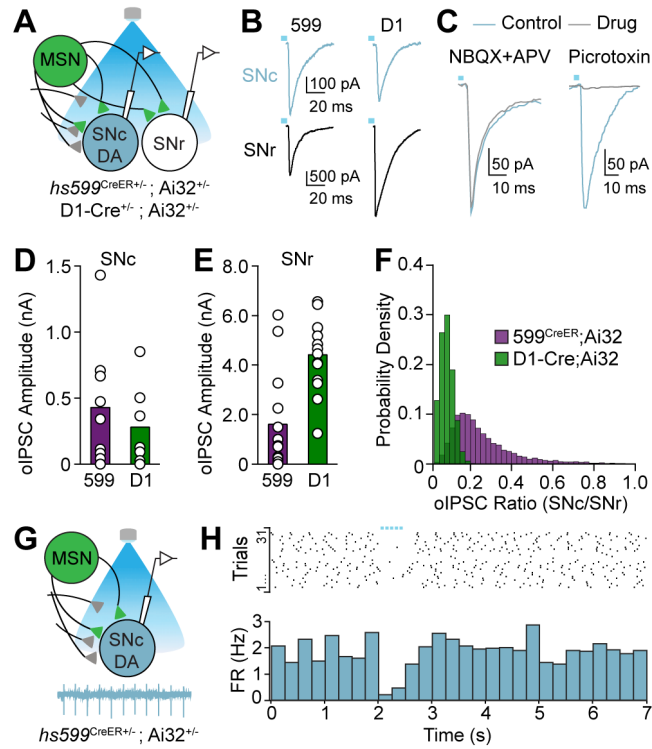 A
MSN
SNc
DA
SNr
hs599CreER+/- ; Ai32+/-
D1-Cre+/- ; Ai32+/-
B
599
D1
SNc
100 pA
20 ms
SNr
500 pA
20 ms
C
Control
Drug
NBQX+APV
Picrotoxin
50 pA
10 ms
50 pA
10 ms
D
SNc
oIPSC Amplitude (nA)
1.5
1.0
0.5
0
599
D1
E
SNr
oIPSC Amplitude (nA)
8.0
6.0
4.0
2.0
0
599
D1
F
Probability Density
0.4
0.3
0.2
0.1
0
599CreER;Ai32
D1-Cre;Ai32
0
0.2
0.4
0.6
0.8
1.0
oIPSC Ratio (SNc/SNr)
G
MSN
SNc
DA
hs599CreER+/- ; Ai32+/-
H
Trials
31
1
FR (Hz)
3
2
1
0
0
1
2
3
4
5
6
7
Time (s)